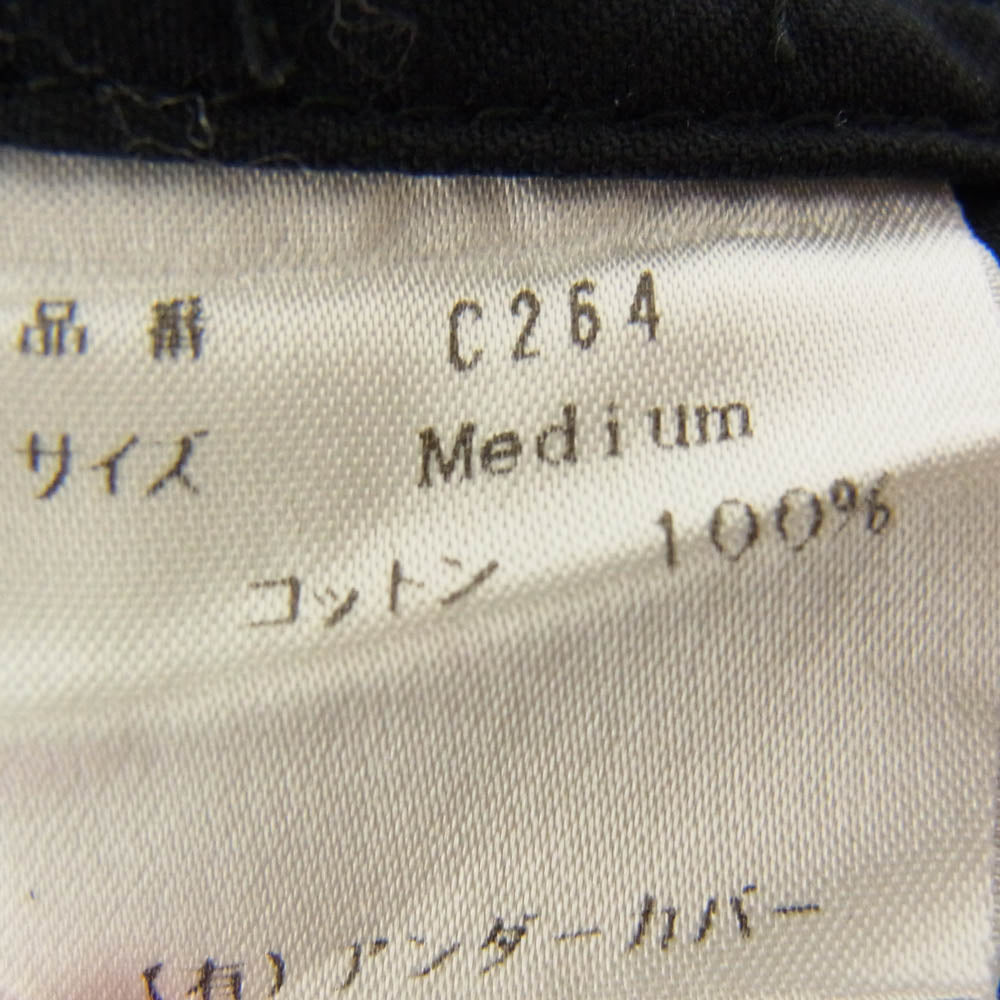 品番 C264
サイズ Medium
コットン 100%
(有)アンダーカバー